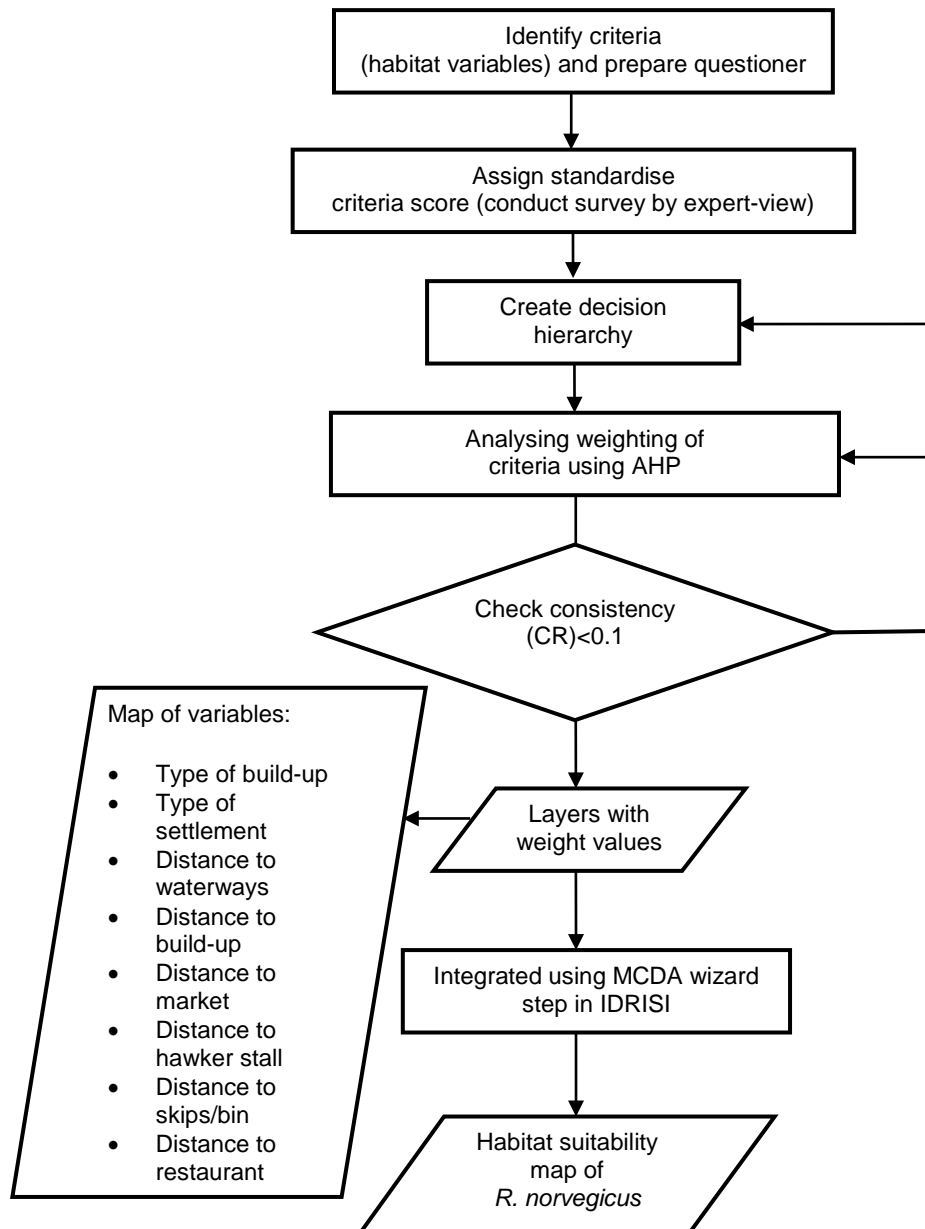 Identify criteria
(habitat variables) and prepare questioner
Assign standardise
criteria score (conduct survey by expert-view)
Create decision
hierarchy
Analysing weighting of
criteria using AHP
Check consistency
(CR)<0.1
Map of variables:
• Type of build-up
• Type of
settlement
• Distance to
waterways
• Distance to
build-up
• Distance to
market
• Distance to
hawker stall
• Distance to
skips/bin
• Distance to
restaurant
Layers with
weight values
Integrated using MCDA wizard
step in IDRISI
Habitat suitability
map of
R. norvegicus